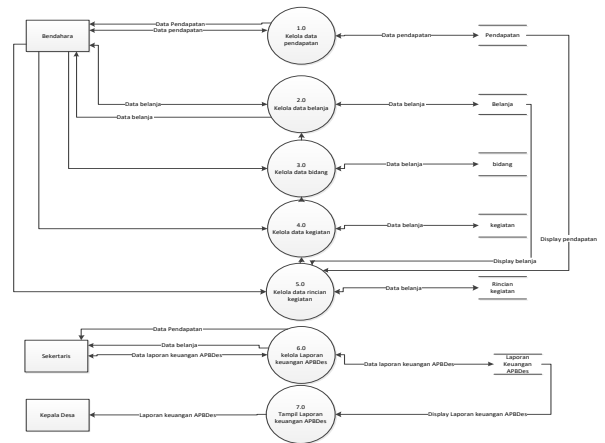 Bendahara
Data Pendapatan
Data pendapatan
1.0
Kelola data
pendapatan
Data pendapatan
Pendapatan
Data belanja
Data belanja
2.0
Kelola data belanja
Data belanja
Belanja
3.0
Kelola data bidang
Data belanja
bidang
4.0
Kelola data kegiatan
Data belanja
kegiatan
Display pendapatan
Display belanja
5.0
Kelola data rincian
kegiatan
Data belanja
Rincian
kegiatan
Sekertaris
Data Pendapatan
Data belanja
Data laporan keuangan APBDes
6.0
kelola Laporan
keuangan APBDes
Data laporan keuangan APBDes
Laporan
Keuangan
APBDes
Kepala Desa
Laporan keuangan APBDes
7.0
Tampil Laporan
keuangan APBDes
Display Laporan keuangan APBDes